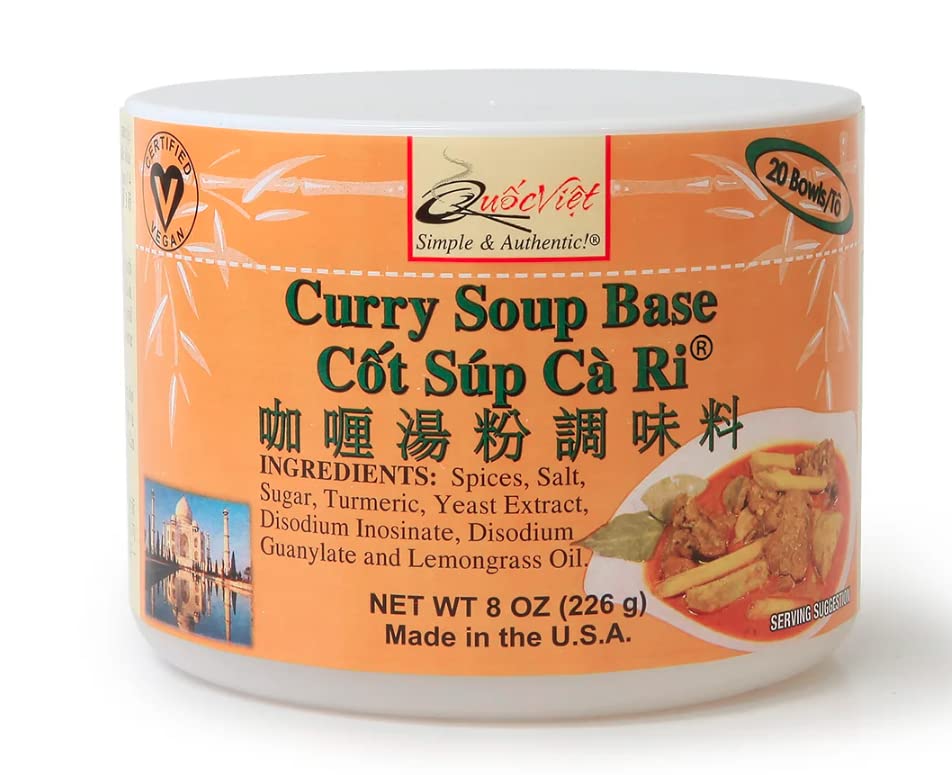 CERTIFIED
VEGAN
QuốcViệt
Simple & Authentic!®
20 Bowls/Tô
Curry Soup Base
Cốt Súp Cà Ri®
咖喱湯粉調味料
INGREDIENTS: Spices, Salt,
Sugar, Turmeric, Yeast Extract,
Disodium Inosinate, Disodium
Guanylate and Lemongrass Oil.
NET WT 8 OZ (226 g)
Made in the U.S.A.
SERVING SUGGESTION